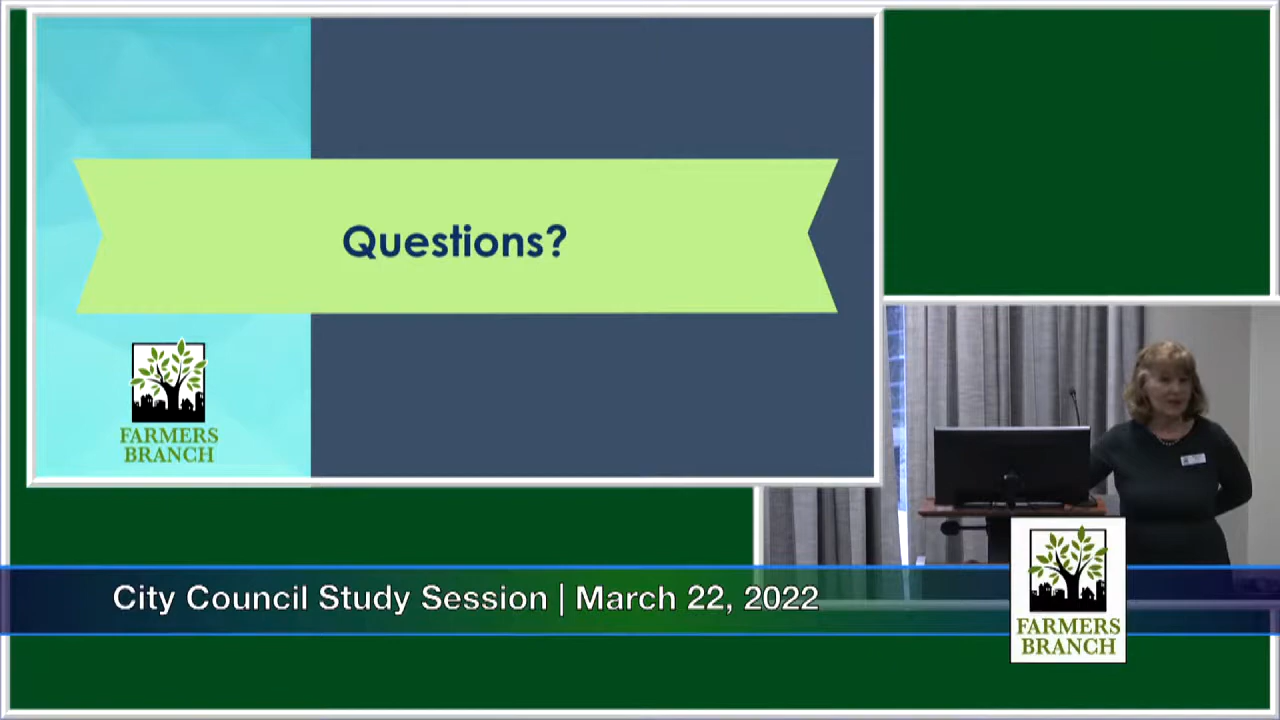 Questions?
FARMERS
BRANCH
City Council Study Session | March 22, 2022
FARMERS
BRANCH